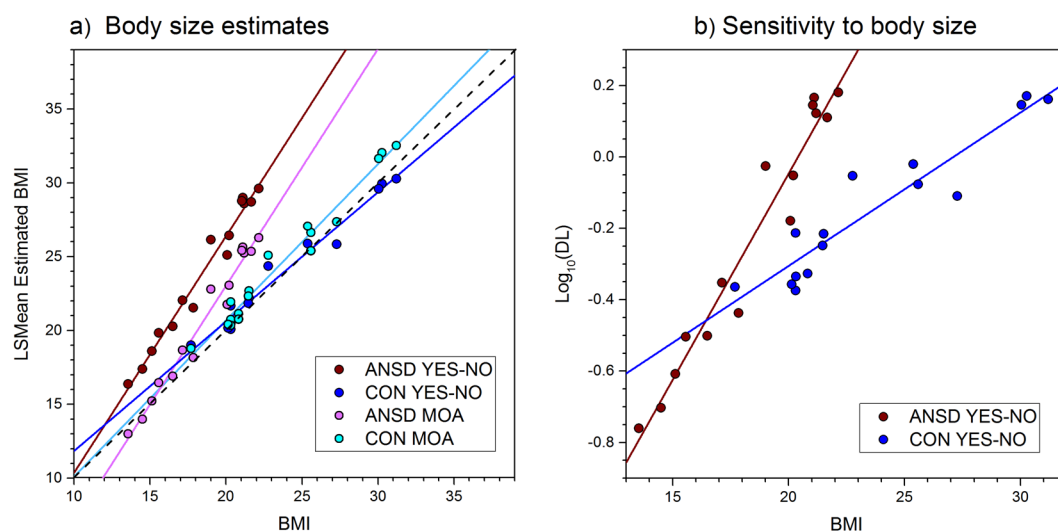 a) Body size estimates
b) Sensitivity to body size
LSMean Estimated BMI
35
30
25
20
15
10
10
15
20
25
30
35
BMI
ANSD YES-NO
CON YES-NO
ANSD MOA
CON MOA
Log10(DL)
0.2
0.0
-0.2
-0.4
-0.6
-0.8
15
20
25
30
BMI
ANSD YES-NO
CON YES-NO